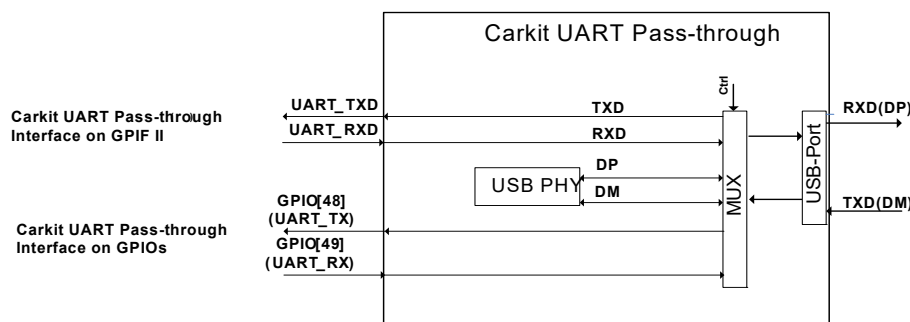 Carkit UART Pass-through
Ctrl
UART_TXD
TXD
RXD(DP)
Carkit UART Pass-through
Interface on GPIF II
UART_RXD
RXD
USB-Port
DP
USB PHY
DM
MUX
TXD(DM)
GPIO[48]
(UART_TX)
Carkit UART Pass-through
Interface on GPIOs
GPIO[49]
(UART_RX)